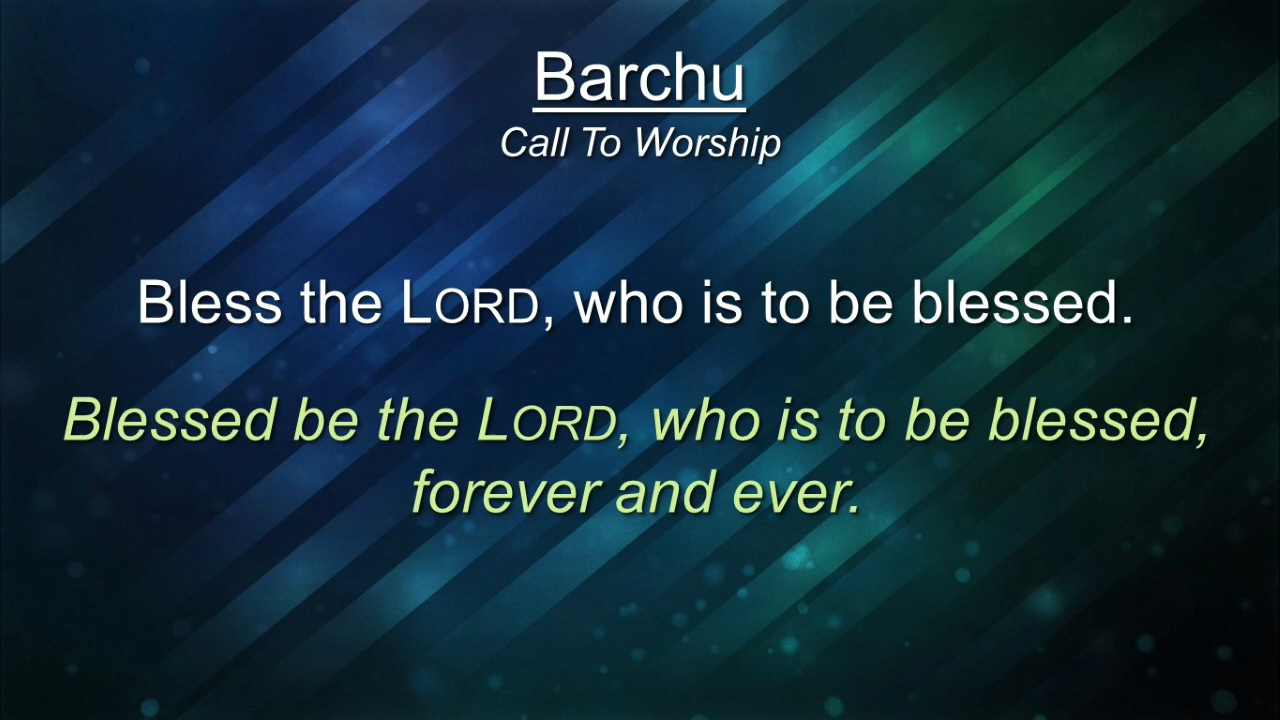 Barchu
Call To Worship
Bless the LORD, who is to be blessed.
Blessed be the LORD, who is to be blessed,
forever and ever.